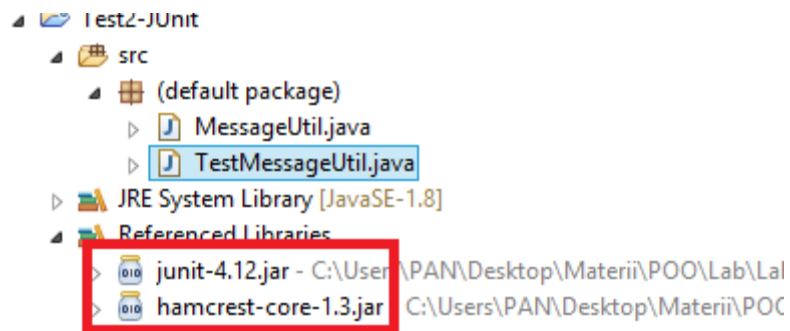 Test2-JUnit
src
(default package)
MessageUtil.java
TestMessageUtil.java
JRE System Library [JavaSE-1.8]
Referenced Libraries
junit-4.12.jar - C:\User \PAN\Desktop\Materii\POO\Lab\Lal
hamcrest-core-1.3.jar C:\Users\PAN\Desktop\Materii\POO